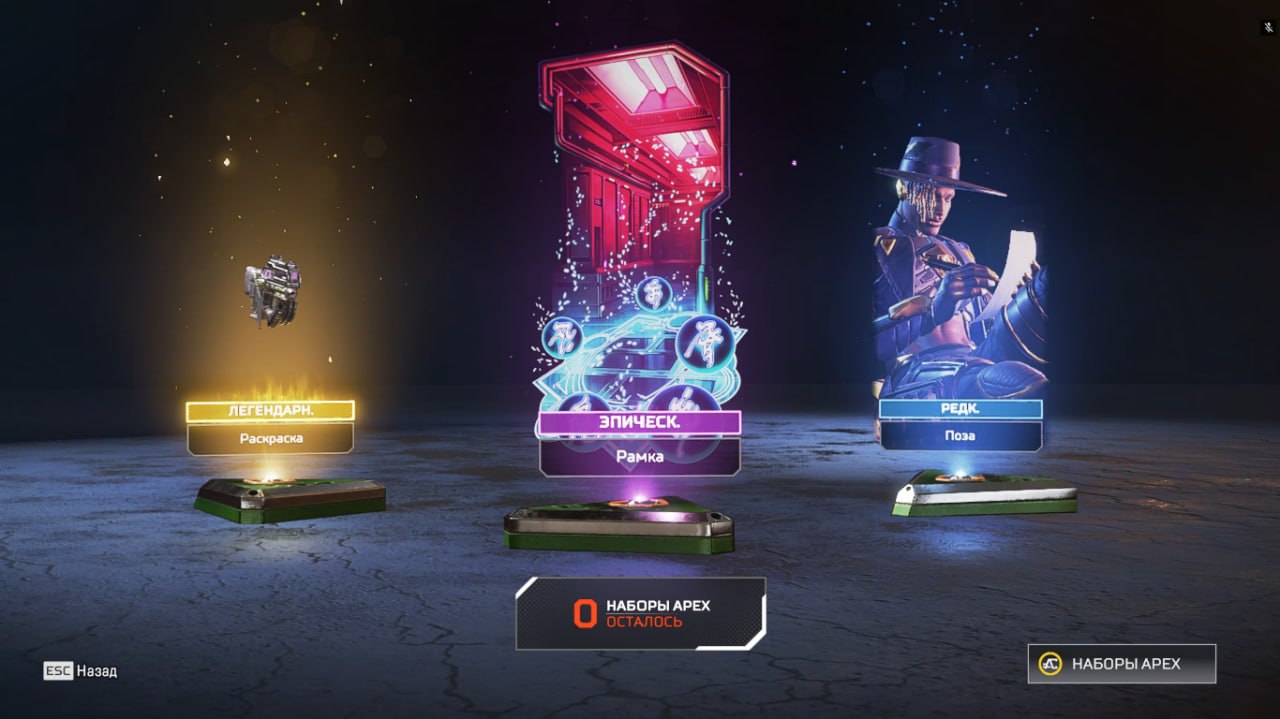 ЛЕГЕНДАРН.
Раскраска
ЭПИЧЕСК.
Рамка
РЕДК.
Поза
0 НАБОРЫ APEX
ОСТАЛОСЬ
ESC Назад
НАБОРЫ APEX